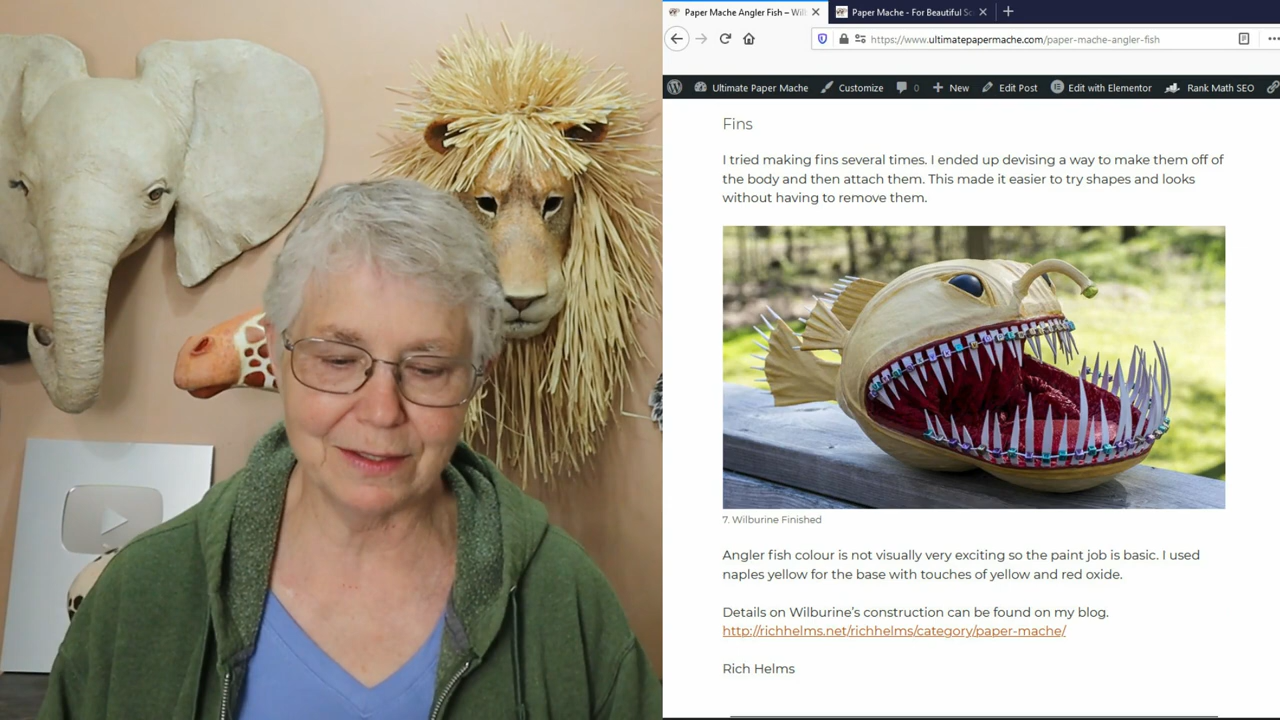 Paper Mache Angler Fish – Wil
Paper Mache - For Beautiful Sc
https://www.ultimatepapermache.com/paper-mache-angler-fish
Ultimate Paper Mache
Customize
0
New
Edit Post
Edit with Elementor
Rank Math SEO
Fins
I tried making fins several times. I ended up devising a way to make them off of
the body and then attach them. This made it easier to try shapes and looks
without having to remove them.
7. Wilburine Finished
Angler fish colour is not visually very exciting so the paint job is basic. I used
naples yellow for the base with touches of yellow and red oxide.
Details on Wilburine’s construction can be found on my blog.
http://richhelms.net/richhelms/category/paper-mache/
Rich Helms